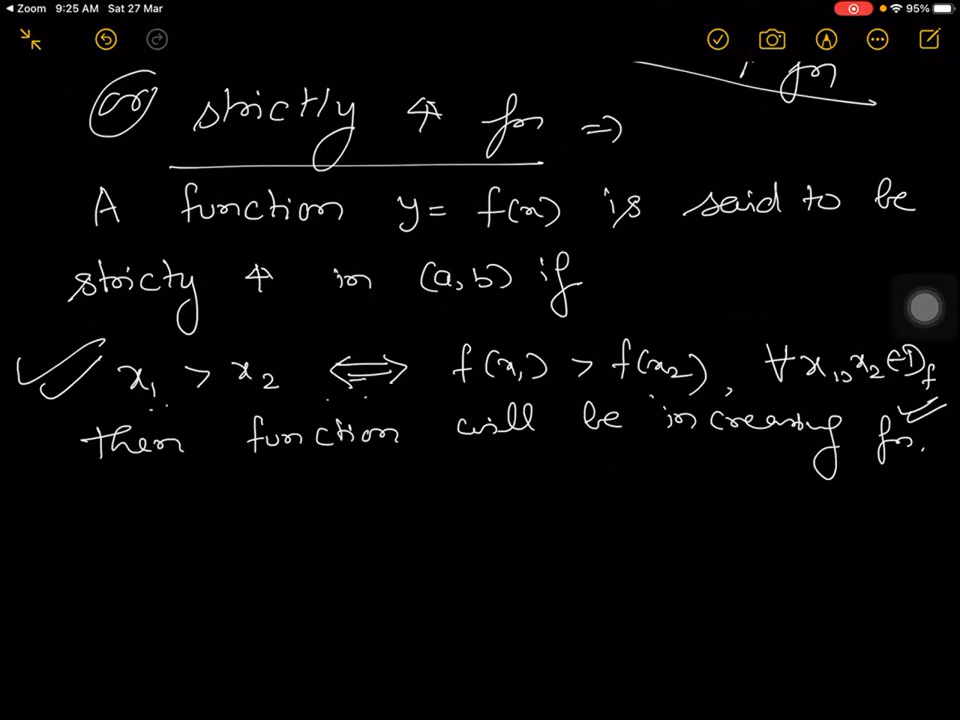 Zoom 9:25 AM Sat 27 Mar 95%
↑ fn
(or) strictly ↑ fn ⇒
A function y = f(x) is said to be
stricty ↑ in (a, b) if
x₁ > x₂ ⟺ f(x₁) > f(x₂), ∀ x₁, x₂ ∈ D_f
then function will be increasing fn.